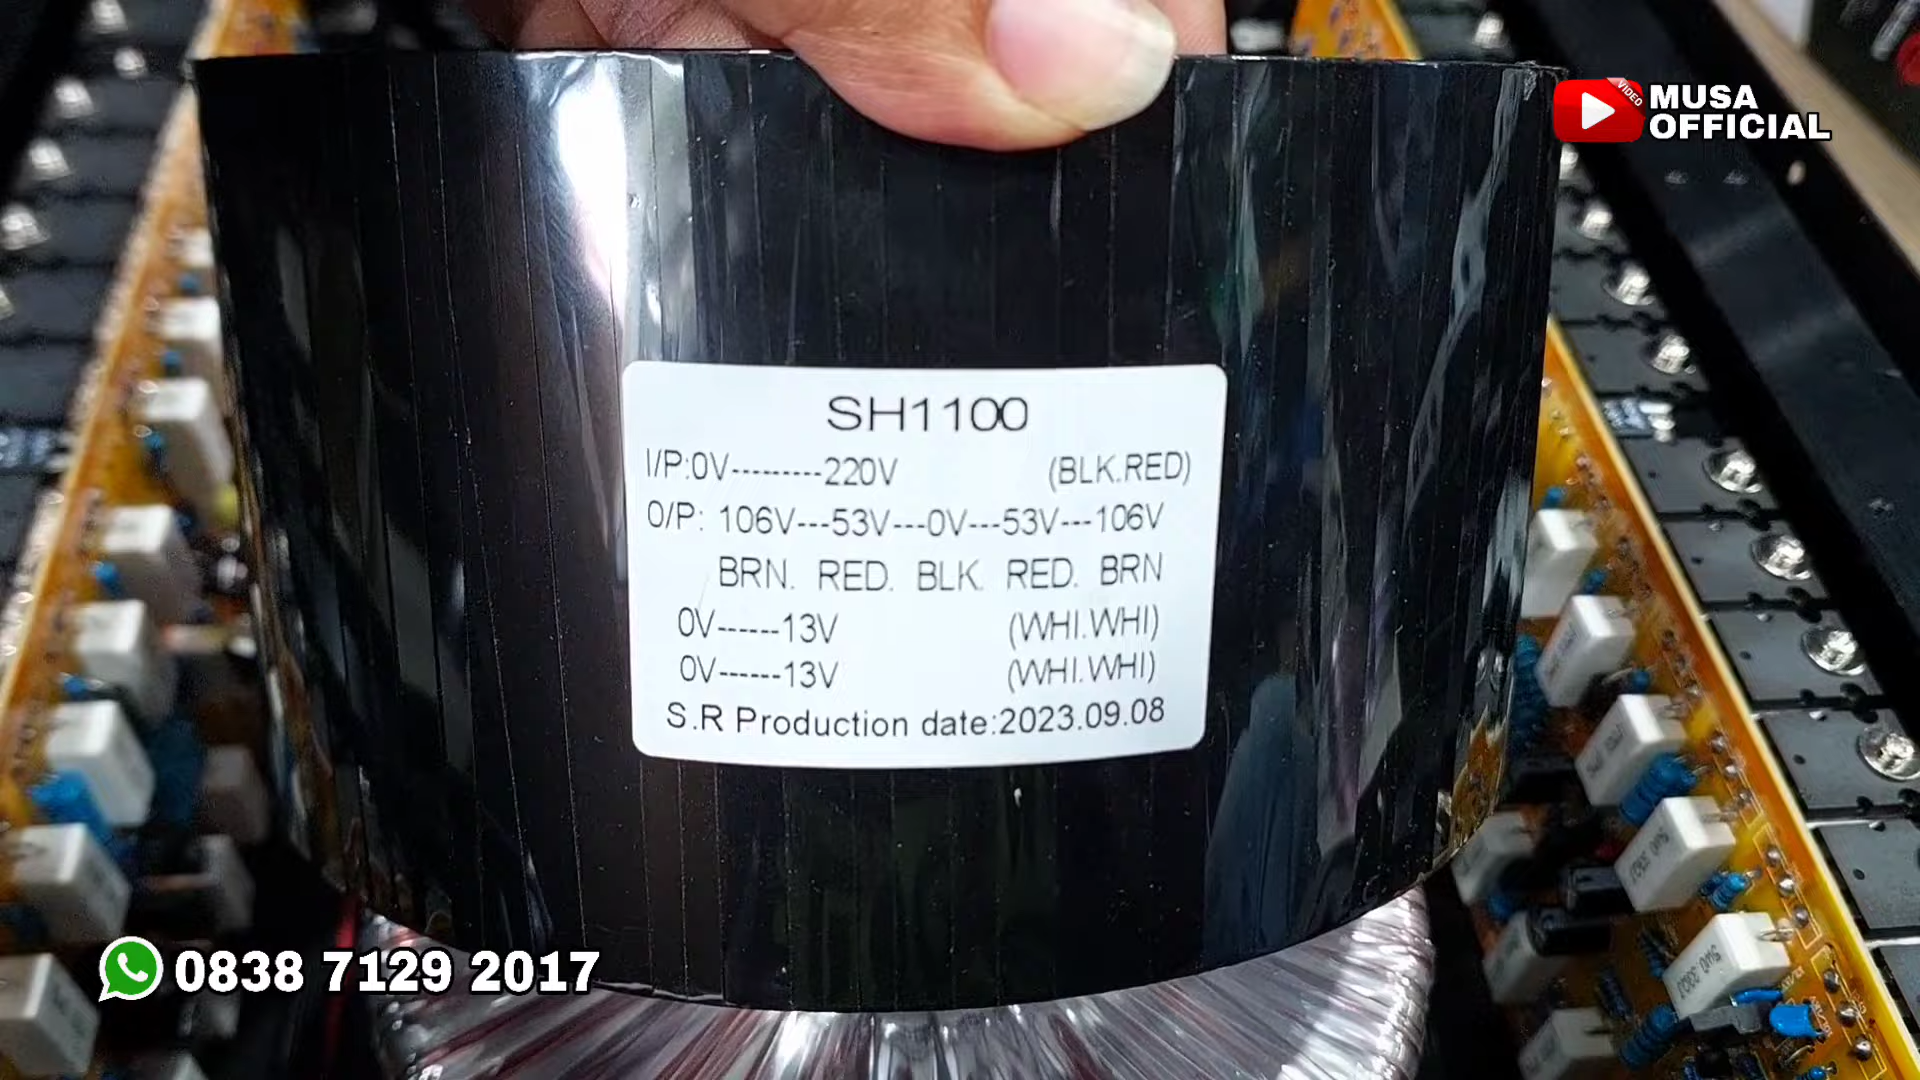 MUSA
OFFICIAL
VIDEO
SH1100
I/P:0V---------220V (BLK.RED)
O/P: 106V---53V---0V---53V---106V
BRN. RED. BLK. RED. BRN
0V------13V (WHI.WHI)
0V------13V (WHI.WHI)
S.R Production date:2023.09.08
0838 7129 2017